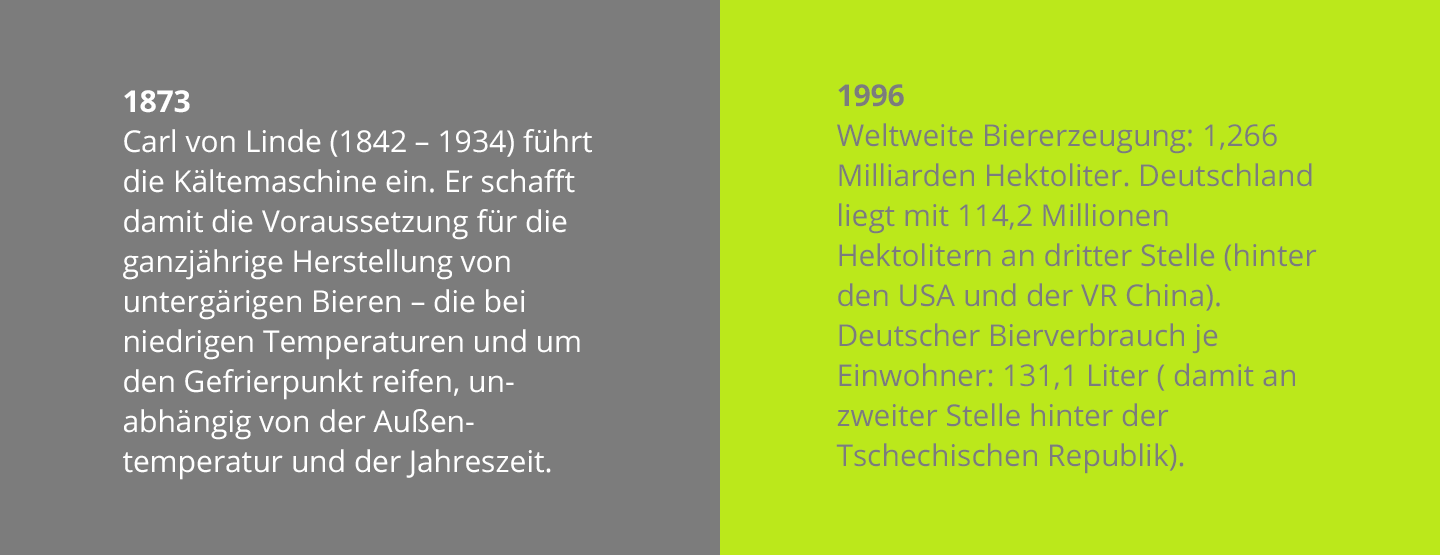 1873
Carl von Linde (1842 – 1934) führt
die Kältemaschine ein. Er schafft
damit die Voraussetzung für die
ganzjährige Herstellung von
untergärigen Bieren – die bei
niedrigen Temperaturen und um
den Gefrierpunkt reifen, un-
abhängig von der Außen-
temperatur und der Jahreszeit.
1996
Weltweite Biererzeugung: 1,266
Milliarden Hektoliter. Deutschland
liegt mit 114,2 Millionen
Hektolitern an dritter Stelle (hinter
den USA und der VR China).
Deutscher Bierverbrauch je
Einwohner: 131,1 Liter ( damit an
zweiter Stelle hinter der
Tschechischen Republik).